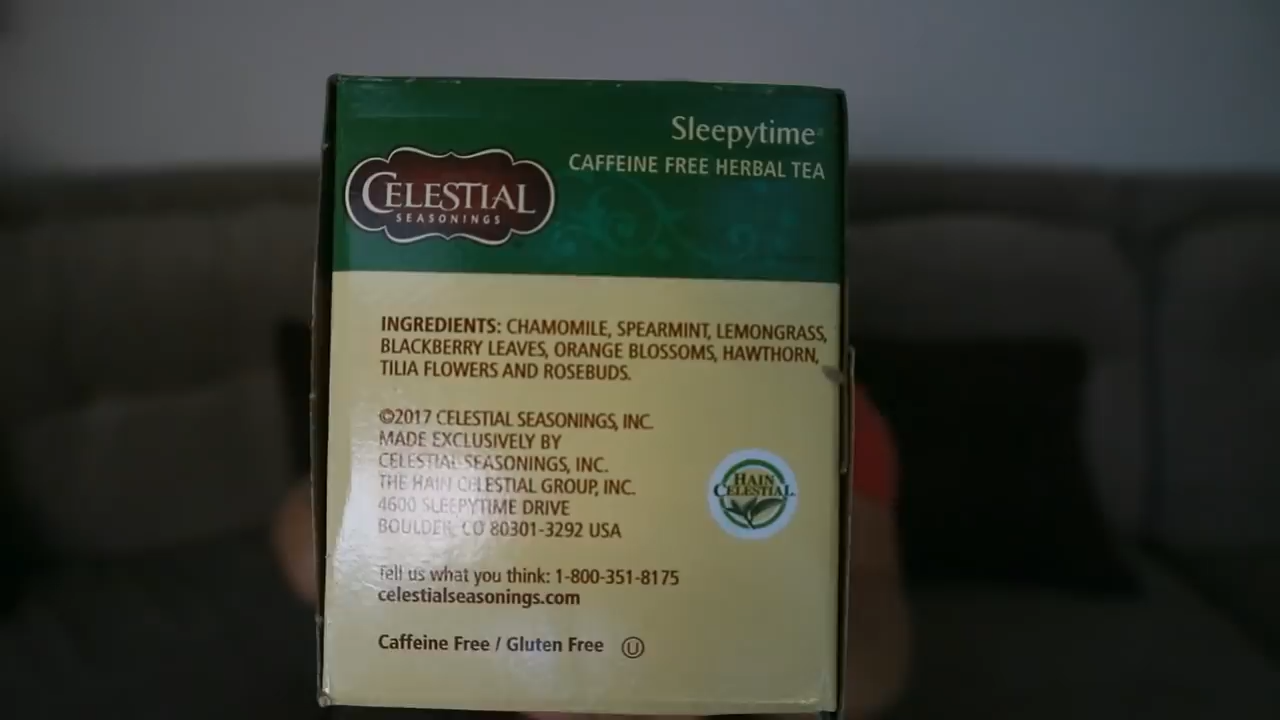 Sleepytime®
CAFFEINE FREE HERBAL TEA
CELESTIAL
SEASONINGS
INGREDIENTS: CHAMOMILE, SPEARMINT, LEMONGRASS,
BLACKBERRY LEAVES, ORANGE BLOSSOMS, HAWTHORN,
TILIA FLOWERS AND ROSEBUDS.
©2017 CELESTIAL SEASONINGS, INC.
MADE EXCLUSIVELY BY
CELESTIAL SEASONINGS, INC.
THE HAIN CELESTIAL GROUP, INC.
4600 SLEEPYTIME DRIVE
BOULDER, CO 80301-3292 USA
HAIN
CELESTIAL
Tell us what you think: 1-800-351-8175
celestialseasonings.com
Caffeine Free / Gluten Free Ⓤ